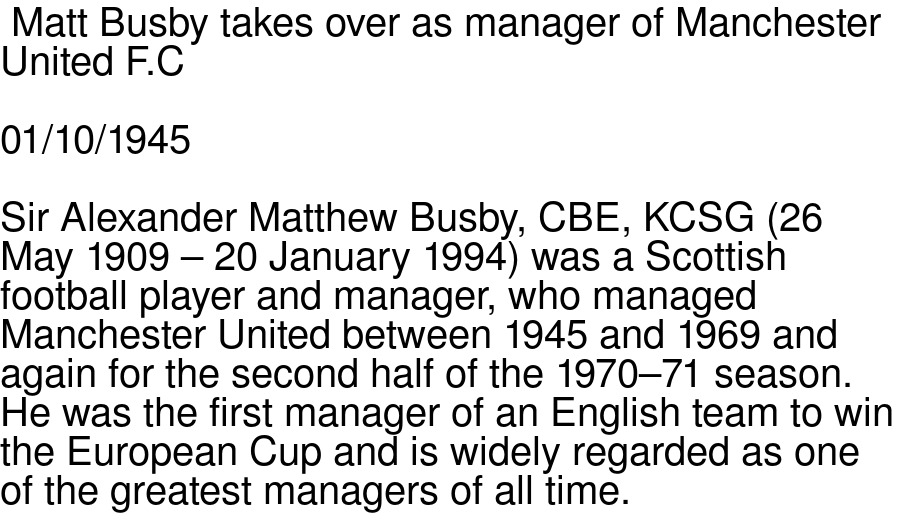 Matt Busby takes over as manager of Manchester
United F.C
01/10/1945
Sir Alexander Matthew Busby, CBE, KCSG (26
May 1909 – 20 January 1994) was a Scottish
football player and manager, who managed
Manchester United between 1945 and 1969 and
again for the second half of the 1970–71 season.
He was the first manager of an English team to win
the European Cup and is widely regarded as one
of the greatest managers of all time.